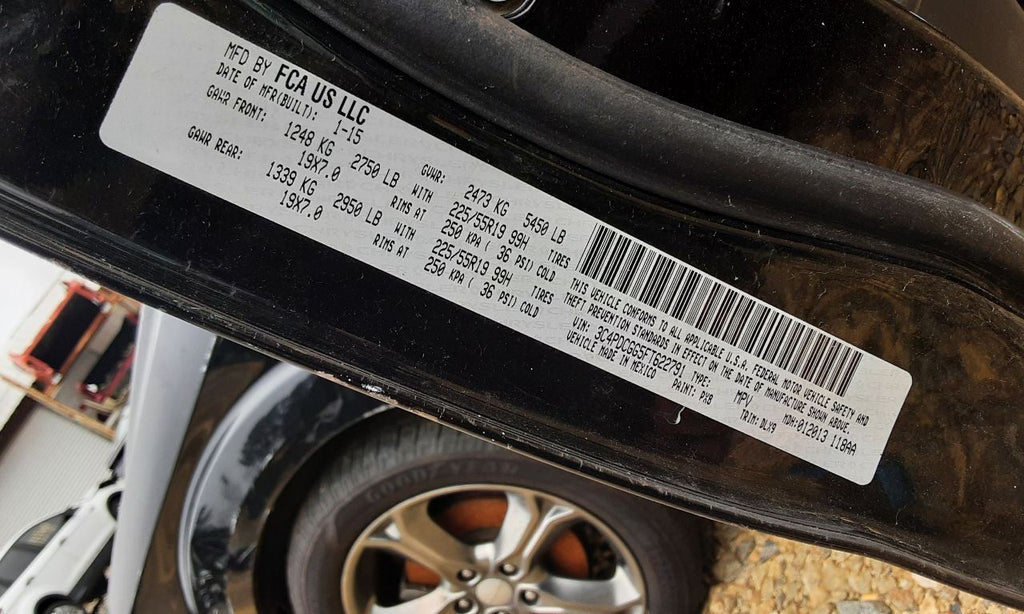 MFD BY FCA US LLC
DATE OF MFR(BUILT): 1-15
GVWR: 2473 KG 5450 LB
GAWR FRONT: 1248 KG 2750 LB WITH 225/55R19 99H TIRES
19X7.0 RIMS AT 250 KPA ( 36 PSI) COLD
GAWR REAR: 1339 KG 2950 LB WITH 225/55R19 99H TIRES
19X7.0 RIMS AT 250 KPA ( 36 PSI) COLD
THIS VEHICLE CONFORMS TO ALL APPLICABLE U.S.A. FEDERAL MOTOR VEHICLE SAFETY AND
THEFT PREVENTION STANDARDS IN EFFECT ON THE DATE OF MANUFACTURE SHOWN ABOVE.
VIN: 3C4PDCGG5FT622791 TYPE: MPV MDH:012013 118AA
VEHICLE MADE IN MEXICO PAINT: PX8 TRIM:DLX9
GOODYEAR